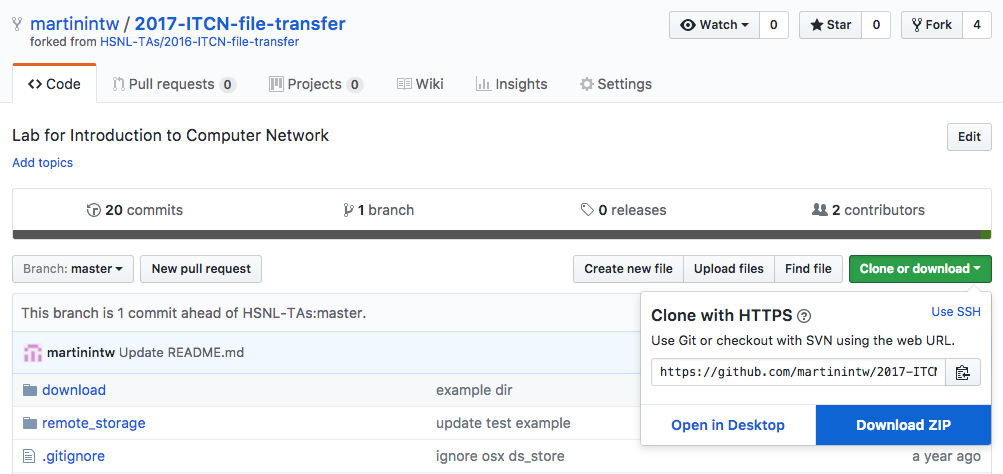 martinintw / 2017-ITCN-file-transfer
forked from HSNL-TAs/2016-ITCN-file-transfer
Watch 0 Star 0 Fork 4
Code Pull requests 0 Projects 0 Wiki Insights Settings
Lab for Introduction to Computer Network
Edit
Add topics
20 commits 1 branch 0 releases 2 contributors
Branch: master New pull request Create new file Upload files Find file Clone or download
This branch is 1 commit ahead of HSNL-TAs:master.
martinintw Update README.md
download example dir
remote_storage update test example
.gitignore ignore osx ds_store a year ago
Clone with HTTPS ? Use SSH
Use Git or checkout with SVN using the web URL.
https://github.com/martinintw/2017-ITCN
Open in Desktop Download ZIP